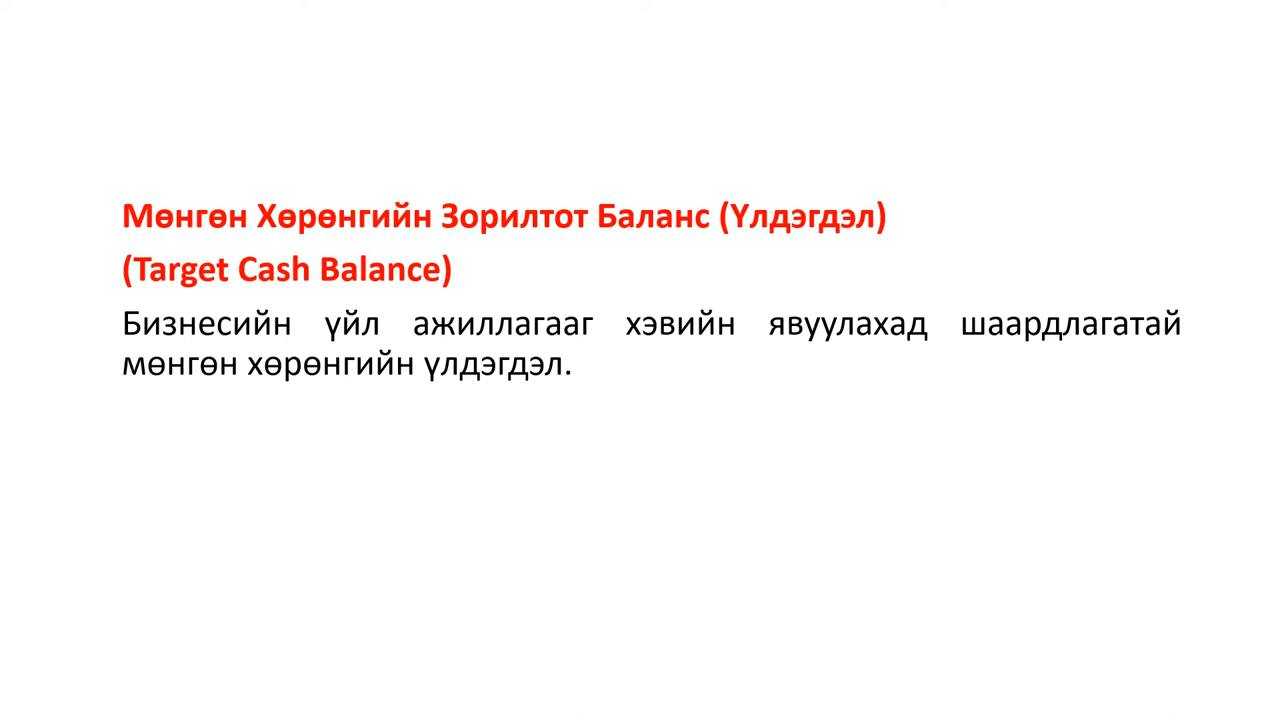 Мөнгөн Хөрөнгийн Зорилтот Баланс (Үлдэгдэл)
(Target Cash Balance)
Бизнесийн үйл ажиллагааг хэвийн явуулахад шаардлагатай
мөнгөн хөрөнгийн үлдэгдэл.